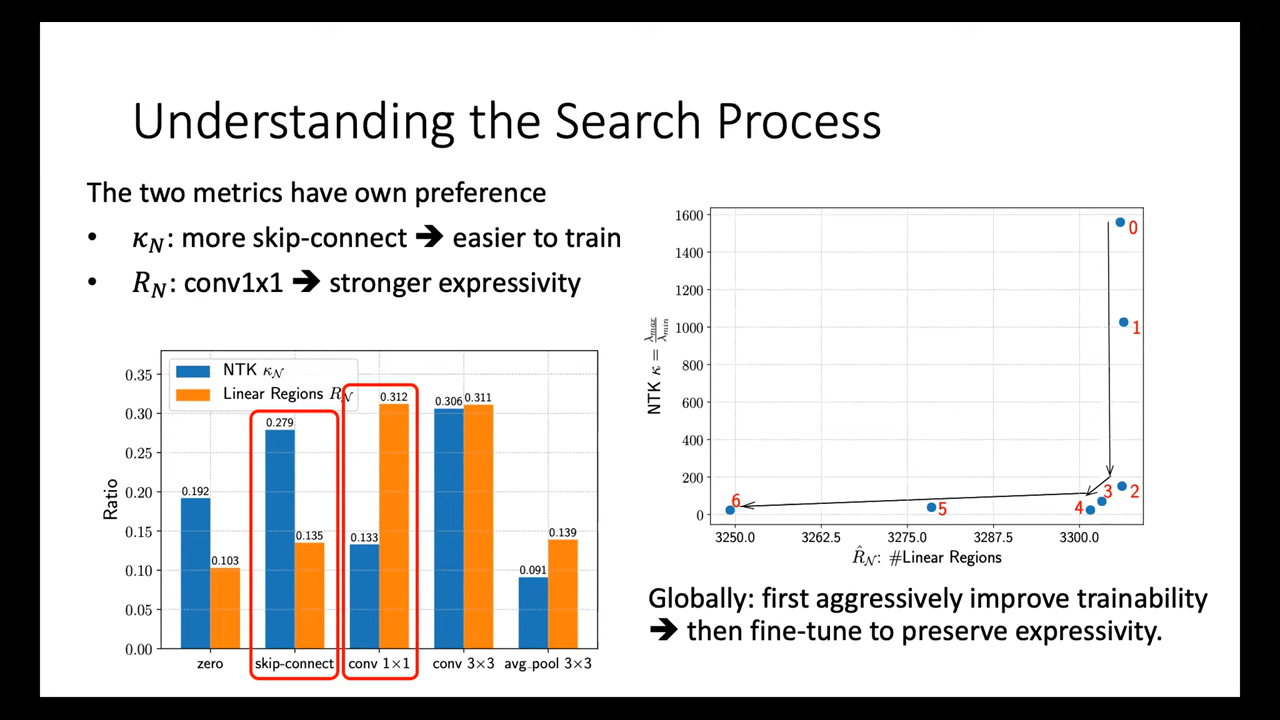 Understanding the Search Process
The two metrics have own preference
• κN: more skip-connect ➔ easier to train
• RN: conv1x1 ➔ stronger expressivity
NTK κN
Linear Regions RN
Ratio
0.35
0.30
0.25
0.20
0.15
0.10
0.05
0.00
0.192
0.103
0.279
0.135
0.133
0.312
0.306
0.311
0.091
0.139
zero
skip-connect
conv 1×1
conv 3×3
avg_pool 3×3
NTK κ = λmax/λmin
1600
1400
1200
1000
800
600
400
200
0
0
1
2
3
4
5
6
3250.0
3262.5
3275.0
3287.5
3300.0
R̂N: #Linear Regions
Globally: first aggressively improve trainability
➔ then fine-tune to preserve expressivity.